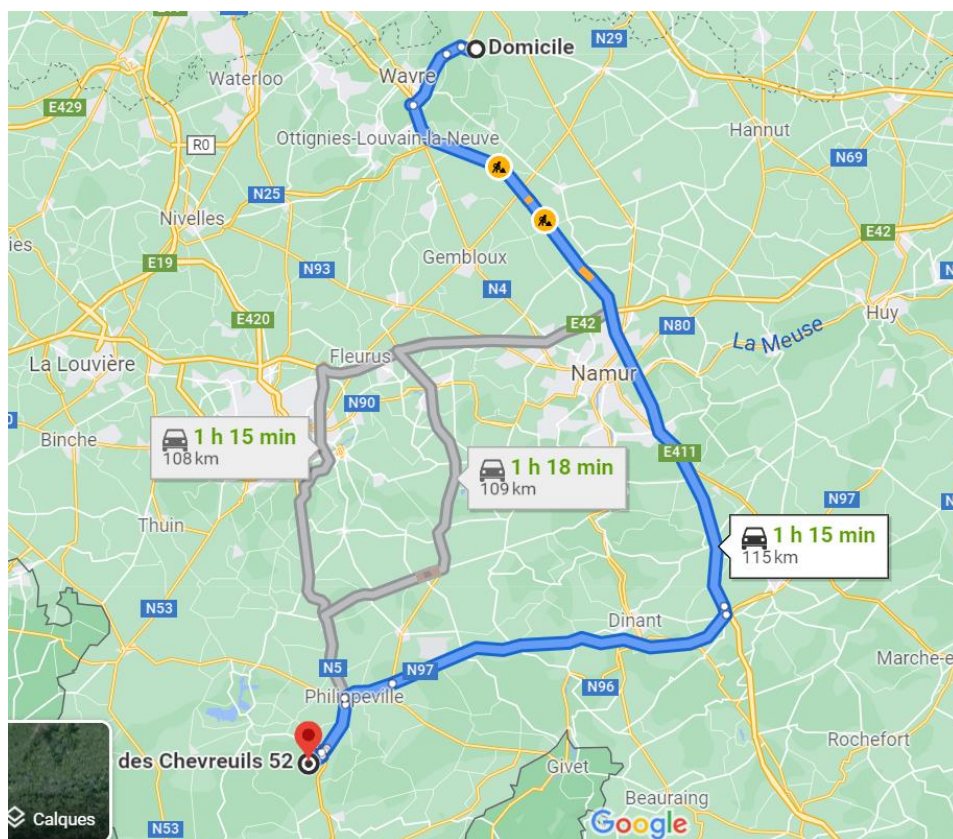 Domicile
N29
Waterloo
Wavre
E429
Hannut
R0
Ottignies-Louvain-la-Neuve
N69
N25
Nivelles
E42
ies
E19
N93
Gembloux
N4
E420
E42
N80
Huy
La Meuse
La Louvière
Fleurus
Namur
N90
1 h 15 min
108 km
Binche
1 h 18 min
109 km
E411
N97
Thuin
1 h 15 min
115 km
N53
Dinant
N5
N97
N96
Marche-e
Philippeville
Rochefort
des Chevreuils 52
Givet
Beauraing
Calques
N53
Google